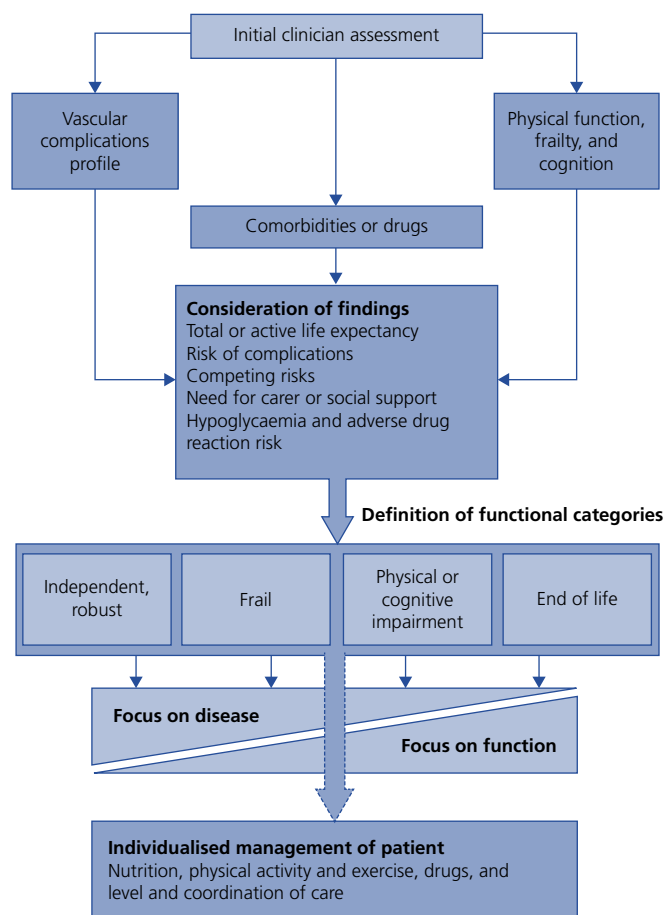 Initial clinician assessment
Vascular
complications
profile
Physical function,
frailty, and
cognition
Comorbidities or drugs
Consideration of findings
Total or active life expectancy
Risk of complications
Competing risks
Need for carer or social support
Hypoglycaemia and adverse drug
reaction risk
Definition of functional categories
Independent,
robust
Frail
Physical or
cognitive
impairment
End of life
Focus on disease
Focus on function
Individualised management of patient
Nutrition, physical activity and exercise, drugs, and
level and coordination of care